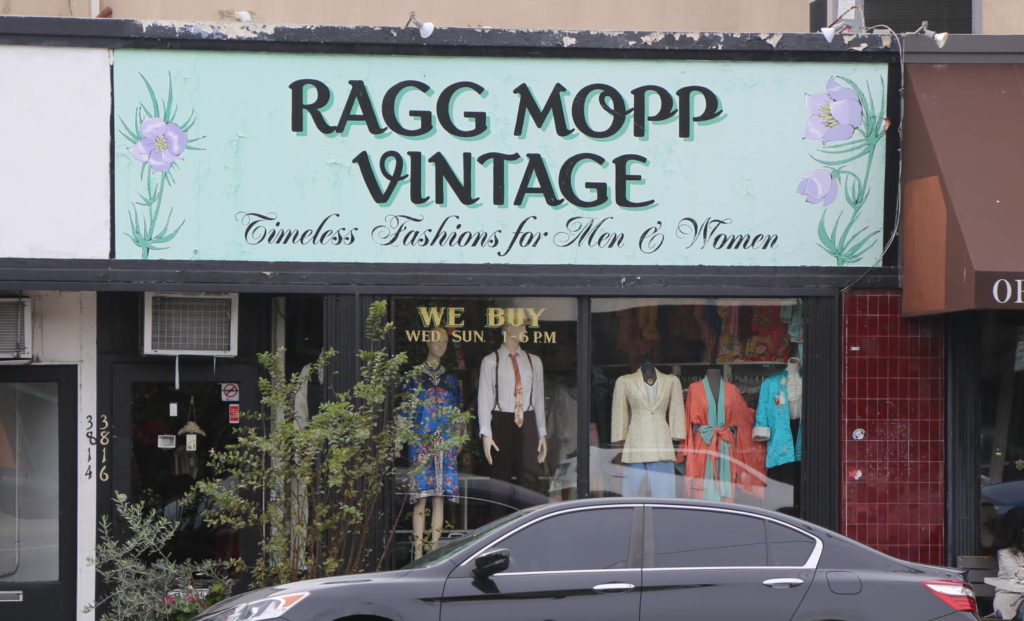 RAGG MOPP
VINTAGE
Timeless Fashions for Men & Women
WE BUY
WED SUN. 1-6 PM
3814
3816